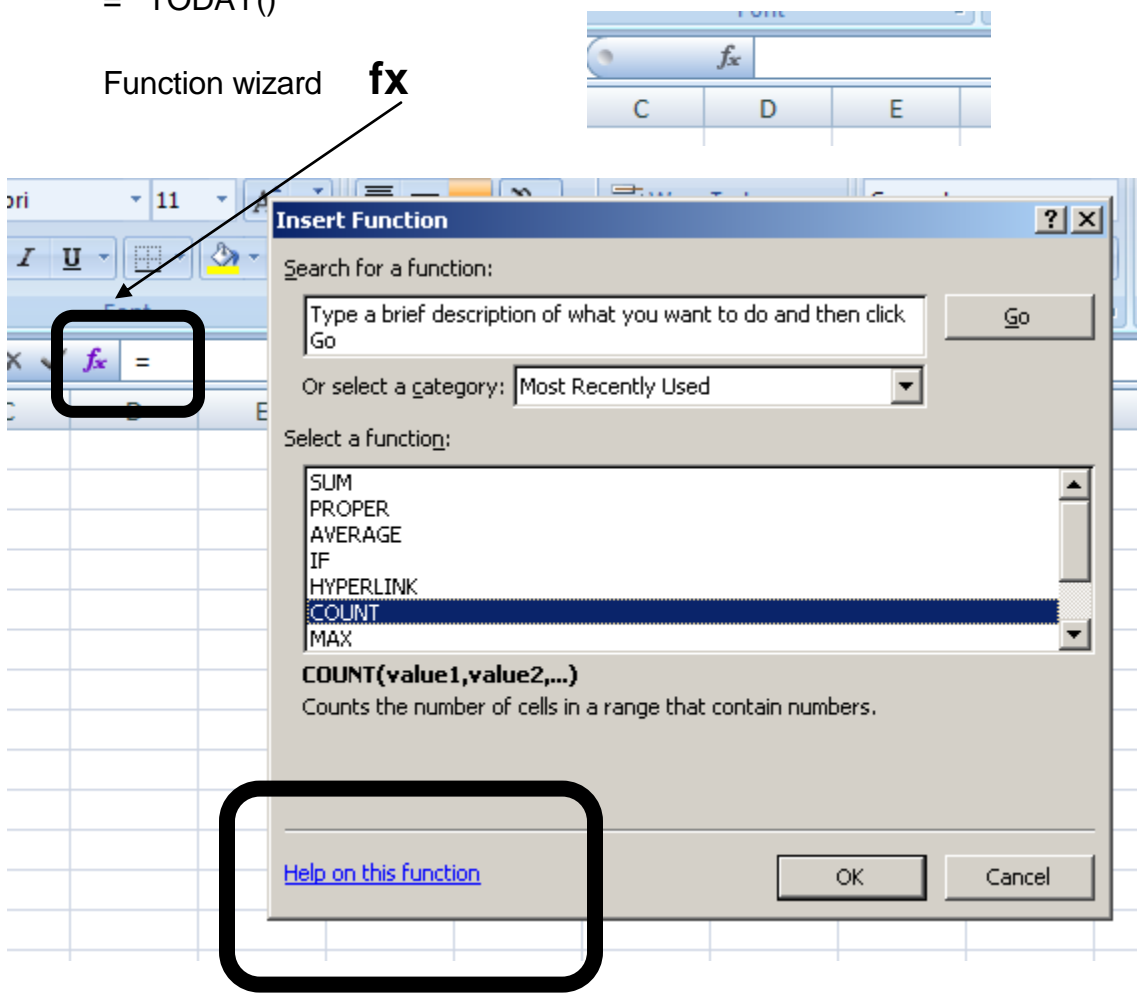 = TODAY()
Font
fx
C D E
Function wizard fx
11
Insert Function
? X
I U
Search for a function:
Type a brief description of what you want to do and then click
Go
Go
Font
fx =
Or select a category: Most Recently Used
C D E
Select a function:
SUM
PROPER
AVERAGE
IF
HYPERLINK
COUNT
MAX
COUNT(value1,value2,...)
Counts the number of cells in a range that contain numbers.
Help on this function
OK
Cancel